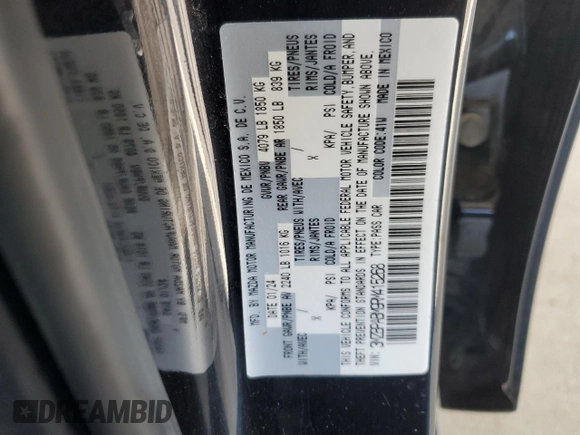 MFD. BY MAZDA MOTOR MANUFACTURING DE MEXICO S.A. DE C.V.
DATE: 01/24 GVWR/PNBV 4079 LB 1850 KG
FRONT GAWR/PNBE AV 2240 LB 1016 KG REAR GAWR/PNBE AR 1850 LB 839 KG
WITH/AVEC TIRES/PNEUS WITH/AVEC TIRES/PNEUS
X RIMS/JANTES X RIMS/JANTES
KPA/ PSI COLD/A FROID KPA/ PSI COLD/A FROID
THIS VEHICLE CONFORMS TO ALL APPLICABLE FEDERAL MOTOR VEHICLE SAFETY, BUMPER, AND
THEFT PREVENTION STANDARDS IN EFFECT ON THE DATE OF MANUFACTURE SHOWN ABOVE.
VIN: TYPE: PASS CAR COLOR CODE: 41W MADE IN MEXICO
DREAMBID